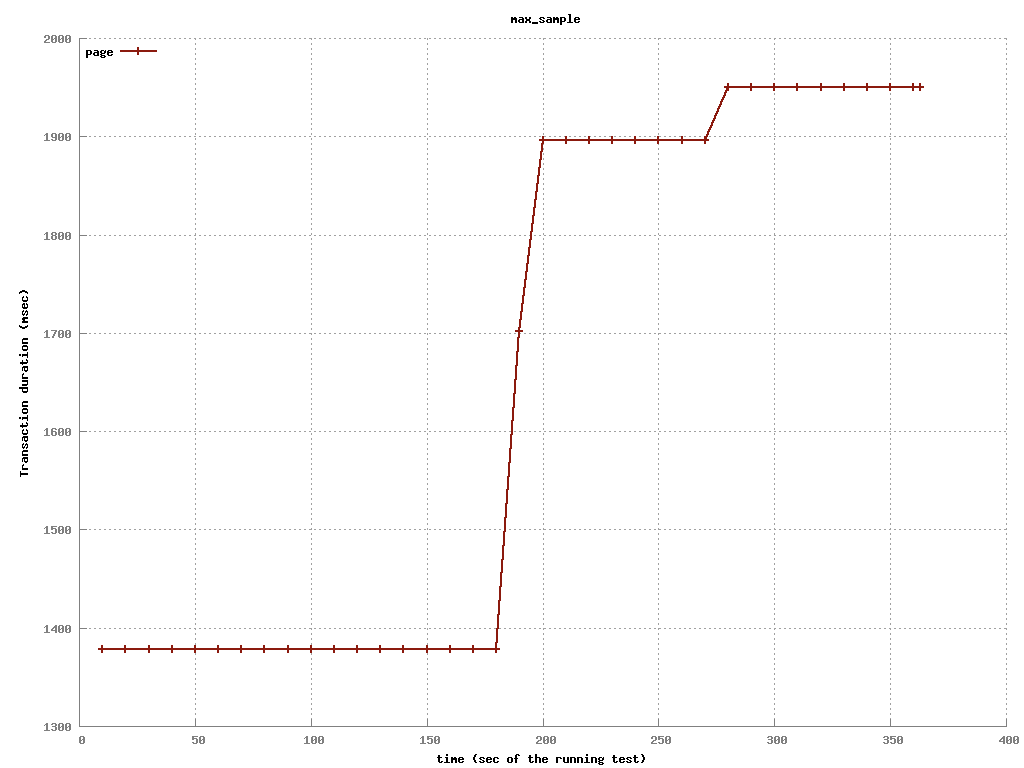 max_sample
2000
page
1900
1800
1700
1600
1500
1400
1300
Transaction duration (msec)
0 50 100 150 200 250 300 350 400
time (sec of the running test)